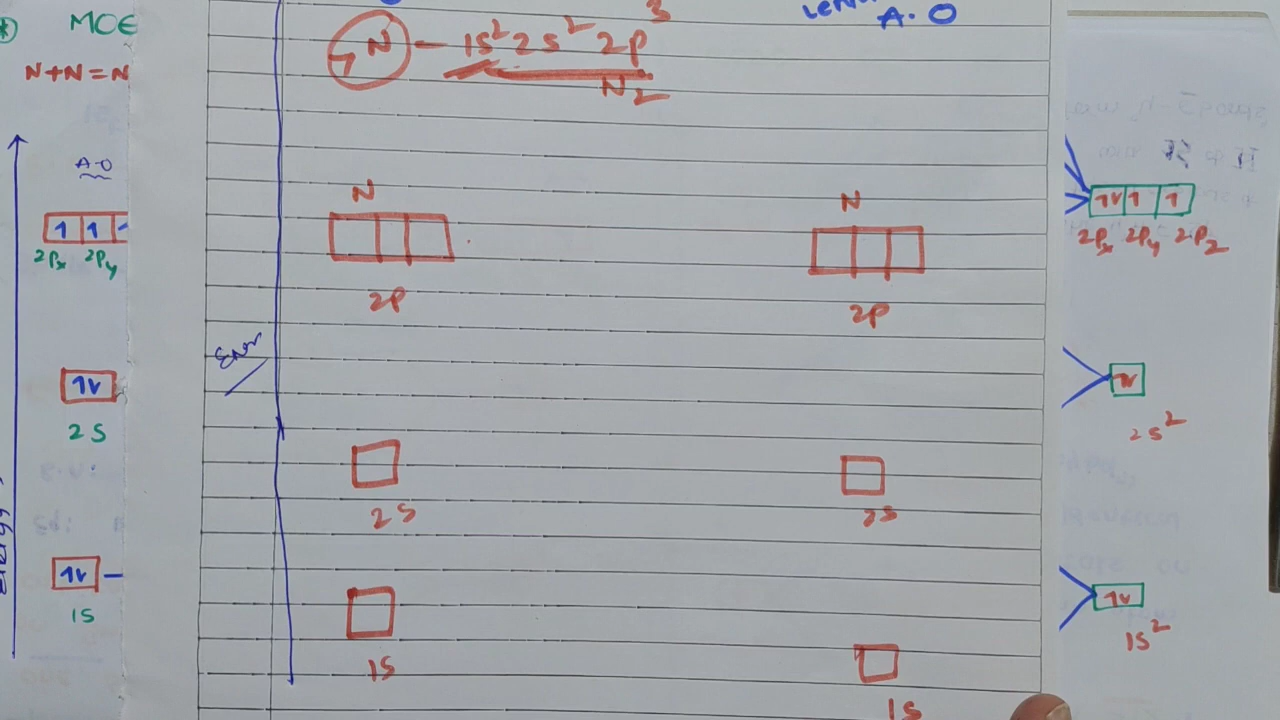 MOE
A.O
₇N - 1s² 2s² 2p³
N+N=N
N₂
A-O
N
N
1 1
1v 1 1
2Px 2Py
2Px 2Py 2Pz
2P
2P
Ener
1v
1v
2S
2s²
2S
2S
1v
1v
1S
1s²
1S
1S